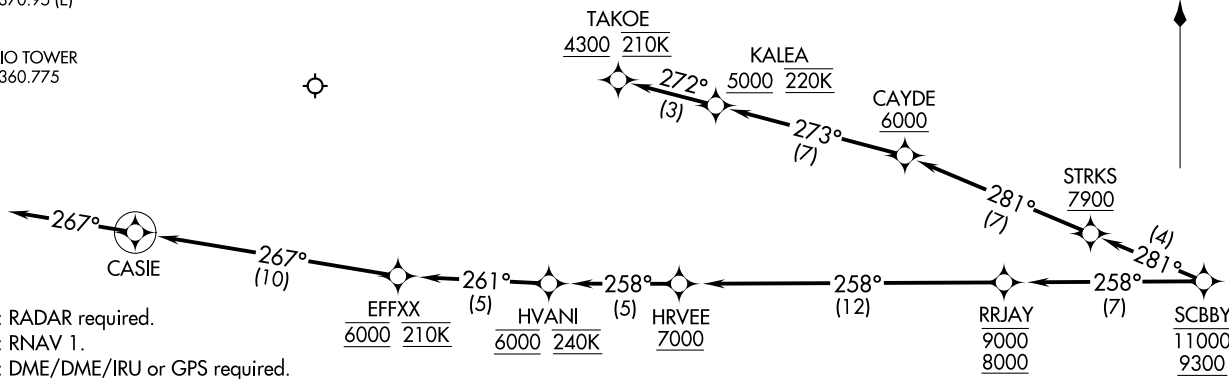 370.95 (E)
IO TOWER
360.775
TAKOE
4300 210K
KALEA
5000 220K
CAYDE
6000
STRKS
7900
272°
(3)
273°
(7)
281°
(7)
(4)
281°
267°
CASIE
267°
(10)
EFFXX
6000 210K
261°
(5)
HVANI
6000 240K
258°
(5)
HRVEE
7000
258°
(12)
RRJAY
9000
8000
258°
(7)
SCBBY
11000
9300
: RADAR required.
: RNAV 1.
: DME/DME/IRU or GPS required.